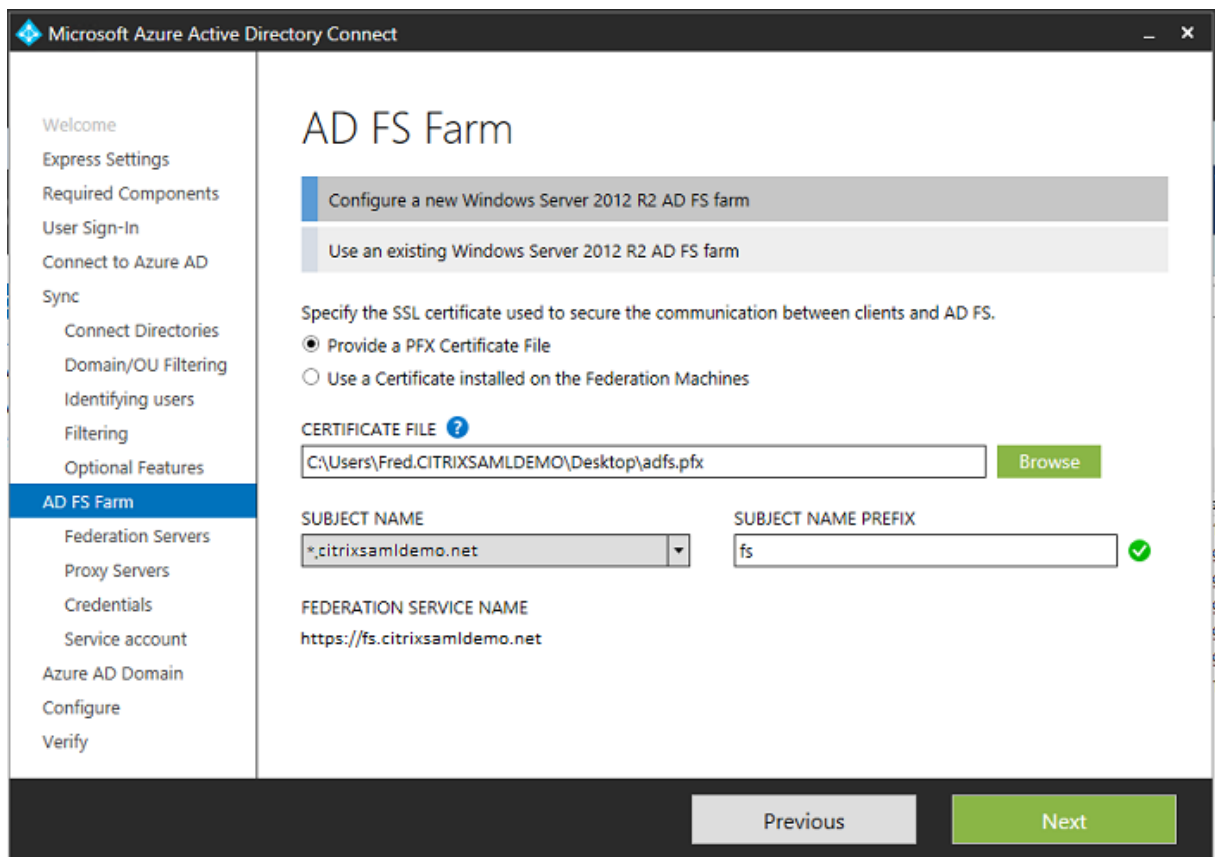 Microsoft Azure Active Directory Connect
Welcome
Express Settings
Required Components
User Sign-In
Connect to Azure AD
Sync
Connect Directories
Domain/OU Filtering
Identifying users
Filtering
Optional Features
AD FS Farm
Federation Servers
Proxy Servers
Credentials
Service account
Azure AD Domain
Configure
Verify
AD FS Farm
Configure a new Windows Server 2012 R2 AD FS farm
Use an existing Windows Server 2012 R2 AD FS farm
Specify the SSL certificate used to secure the communication between clients and AD FS.
Provide a PFX Certificate File
Use a Certificate installed on the Federation Machines
CERTIFICATE FILE ?
C:\Users\Fred.CITRIXSAMLDEMO\Desktop\adfs.pfx Browse
SUBJECT NAME SUBJECT NAME PREFIX
*.citrixsamldemo.net fs
FEDERATION SERVICE NAME
https://fs.citrixsamldemo.net
Previous Next